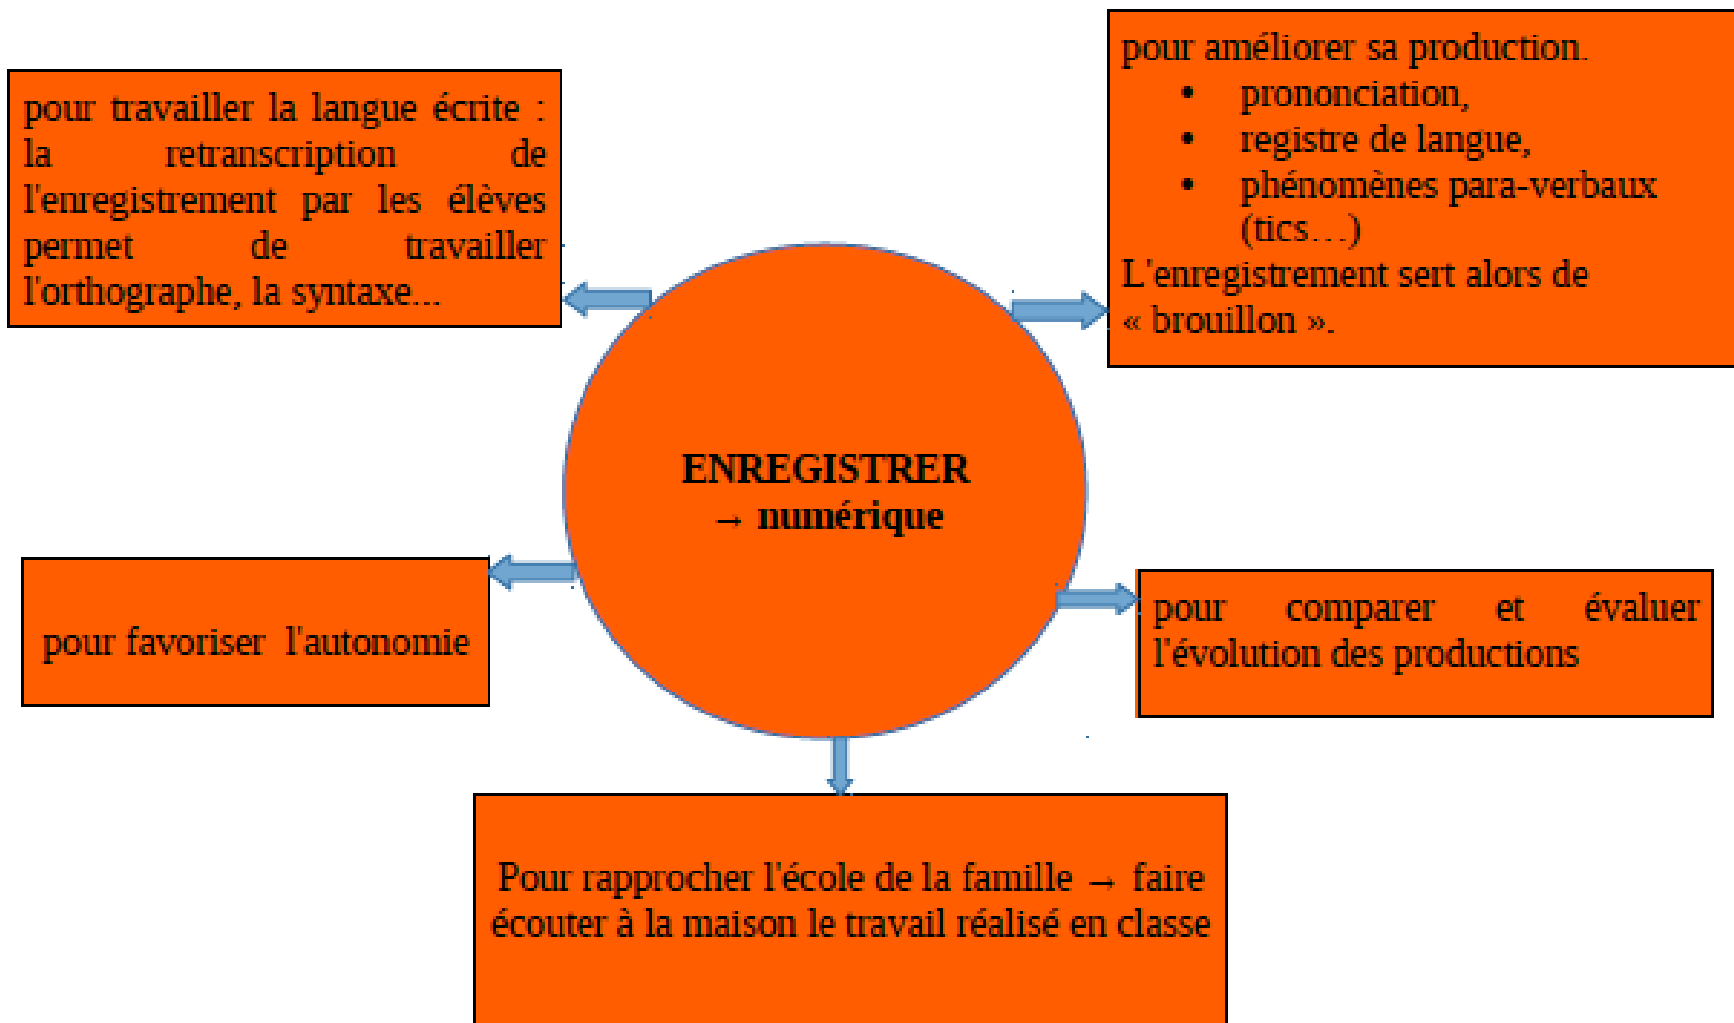 pour travailler la langue écrite :
la retranscription de
l'enregistrement par les élèves
permet de travailler
l'orthographe, la syntaxe...
pour améliorer sa production.
• prononciation,
• registre de langue,
• phénomènes para-verbaux
(tics…)
L'enregistrement sert alors de
« brouillon ».
ENREGISTRER
→ numérique
pour favoriser l'autonomie
pour comparer et évaluer
l'évolution des productions
Pour rapprocher l'école de la famille → faire
écouter à la maison le travail réalisé en classe